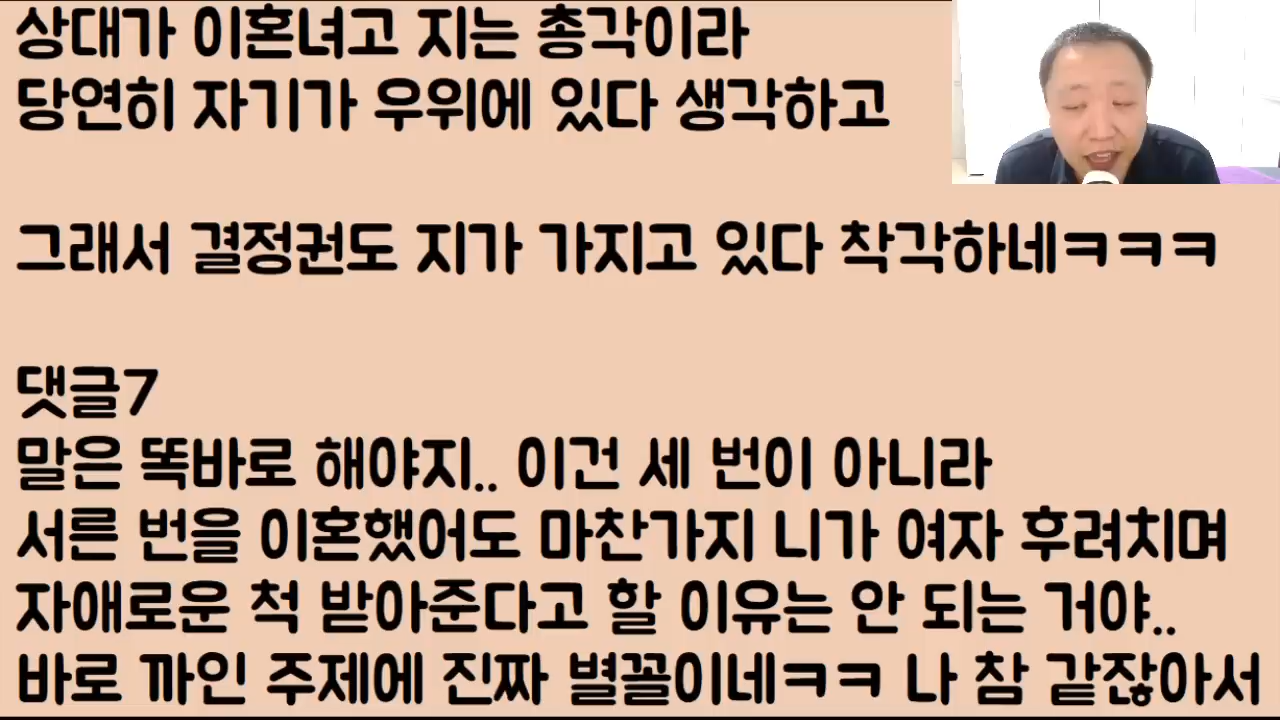 상대가 이혼녀고 지는 총각이라
당연히 자기가 우위에 있다 생각하고
그래서 결정권도 지가 가지고 있다 착각하네ㅋㅋㅋ
댓글7
말은 똑바로 해야지.. 이건 세 번이 아니라
서른 번을 이혼했어도 마찬가지 니가 여자 후려치며
자애로운 척 받아준다고 할 이유는 안 되는 거야..
바로 까인 주제에 진짜 별꼴이네ㅋㅋ 나 참 같잖아서